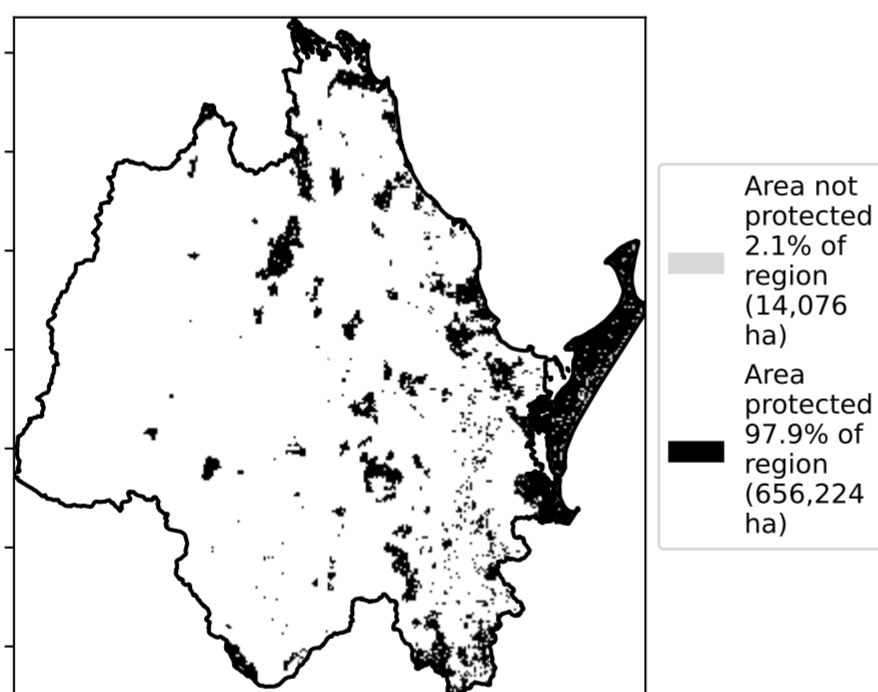 Area not
protected
2.1% of
region
(14,076
ha)
Area
protected
97.9% of
region
(656,224
ha)